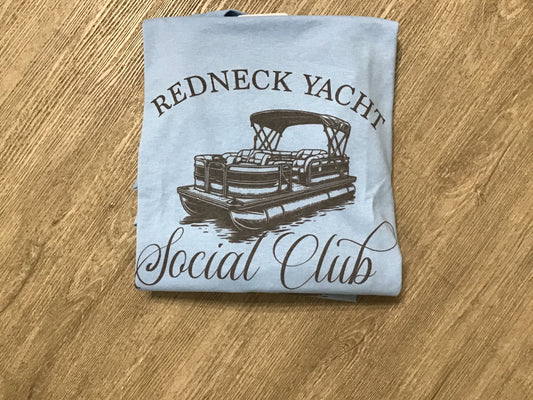 REDNECK YACHT
Social Club